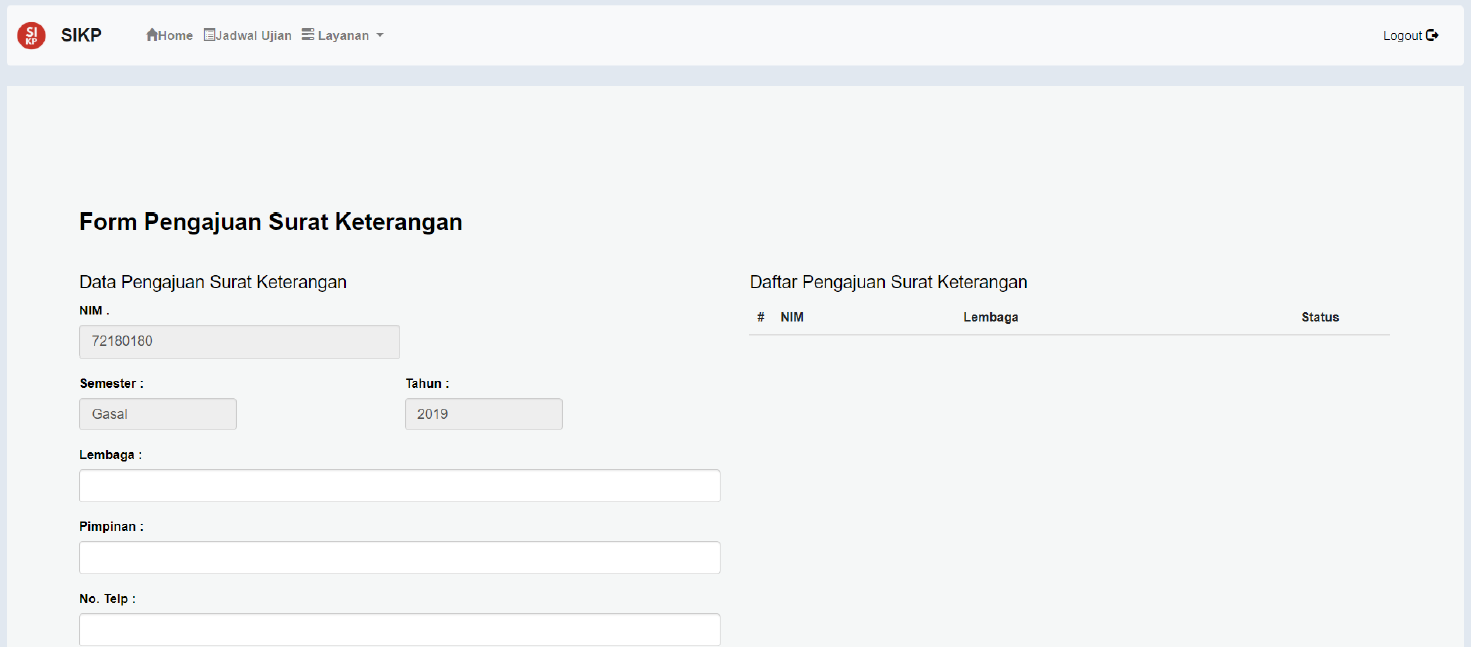 SI KP SIKP Home Jadwal Ujian Layanan Logout
Form Pengajuan Surat Keterangan
Data Pengajuan Surat Keterangan
NIM .
72180180
Semester : Tahun :
Gasal 2019
Lembaga :
Pimpinan :
No. Telp :
Daftar Pengajuan Surat Keterangan
# NIM Lembaga Status